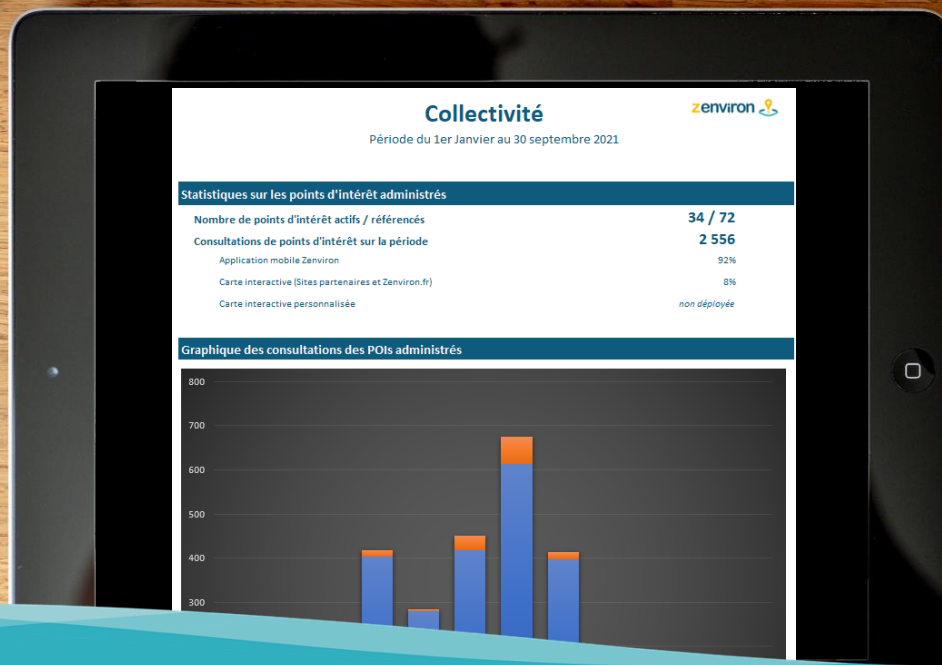 Collectivité
zenviron
Période du 1er Janvier au 30 septembre 2021
Statistiques sur les points d'intérêt administrés
Nombre de points d'intérêt actifs / référencés 34 / 72
Consultations de points d'intérêt sur la période 2 556
Application mobile Zenviron 92%
Carte interactive (Sites partenaires et Zenviron.fr) 8%
Carte interactive personnalisée non déployée
Graphique des consultations des POIs administrés
800
700
600
500
400
300